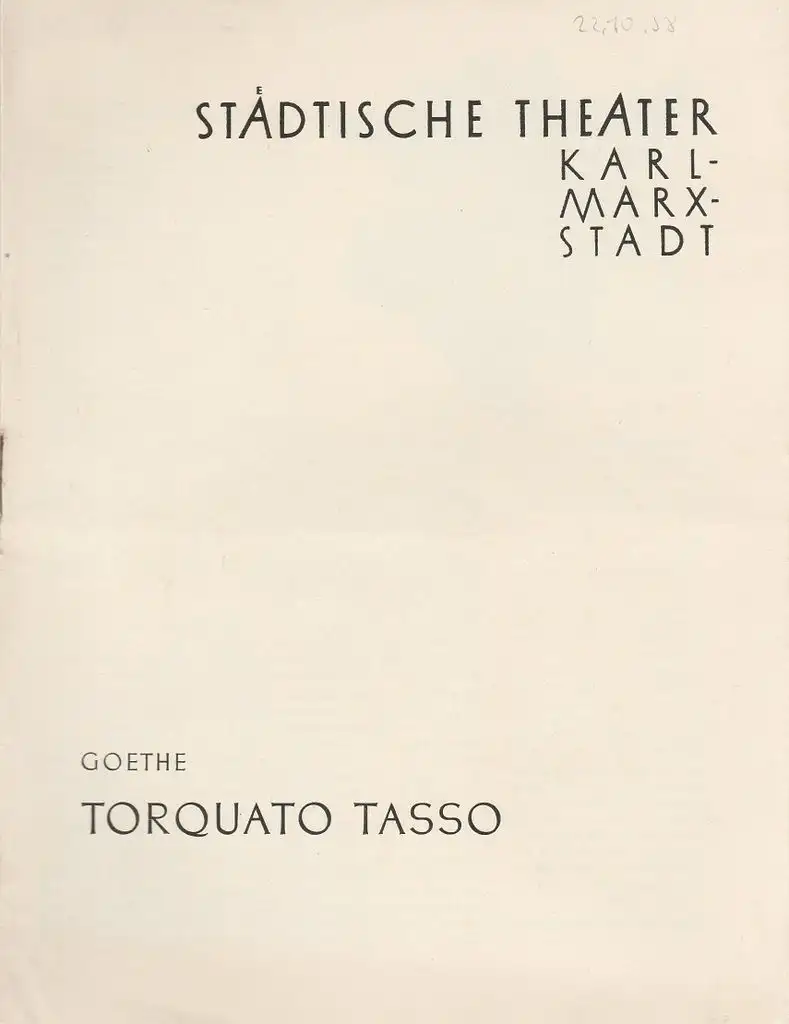 22.10.58
STÄDTISCHE THEATER
KARL-
MARX-
STADT
GOETHE
TORQUATO TASSO